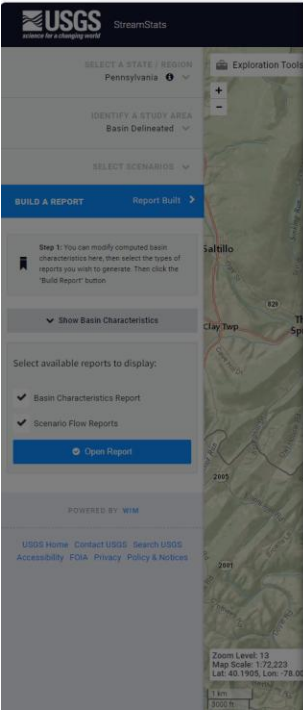 USGS
science for a changing world
StreamStats
SELECT A STATE / REGION
Pennsylvania
IDENTIFY A STUDY AREA
Basin Delineated
SELECT SCENARIOS
BUILD A REPORT
Report Built
Step 1: You can modify computed basin
characteristics here, then select the types of
reports you wish to generate. Then click the
"Build Report" button
Show Basin Characteristics
Select available reports to display:
Basin Characteristics Report
Scenario Flow Reports
Open Report
POWERED BY WIM
USGS Home Contact USGS Search USGS
Accessibility FOIA Privacy Policy & Notices
Exploration Tools
+
−
Saltillo
829
Clay Twp
Th
Sp
2005
2001
Zoom Level: 13
Map Scale: 1:72,223
Lat: 40.1905, Lon: -78.00
1 km
3000 ft